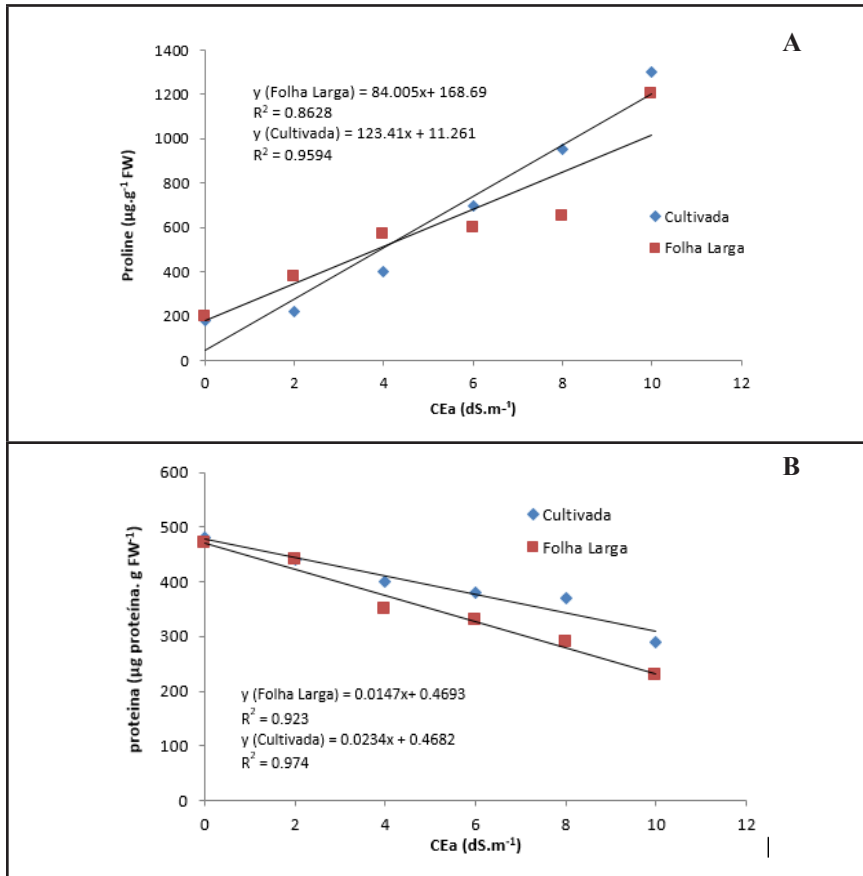 A
1400
1200
1000
800
600
400
200
0
Proline (µg.g⁻¹ FW)
y (Folha Larga) = 84.005x+ 168.69
R² = 0.8628
y (Cultivada) = 123.41x + 11.261
R² = 0.9594
Cultivada
Folha Larga
0 2 4 6 8 10 12
CEa (dS.m-¹)
B
600
500
400
300
200
100
0
proteina (µg proteína. g FW⁻¹)
Cultivada
Folha Larga
y (Folha Larga) = 0.0147x+ 0.4693
R² = 0.923
y (Cultivada) = 0.0234x + 0.4682
R² = 0.974
0 2 4 6 8 10 12
CEa (dS.m⁻¹)